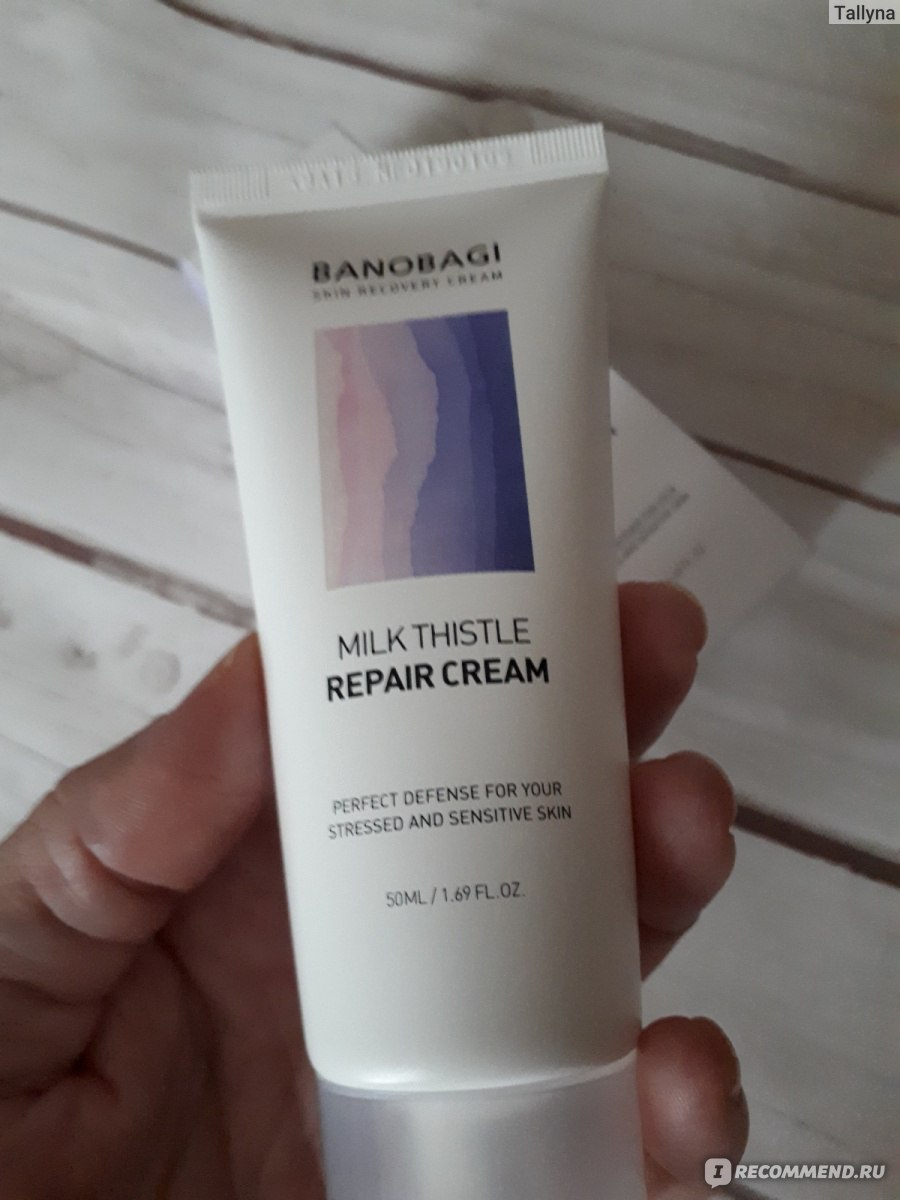 Tallyna
BANOBAGI
SKIN RECOVERY CREAM
MILK THISTLE
REPAIR CREAM
PERFECT DEFENSE FOR YOUR
STRESSED AND SENSITIVE SKIN
50ML / 1.69 FL.OZ.
IRECOMMEND.RU